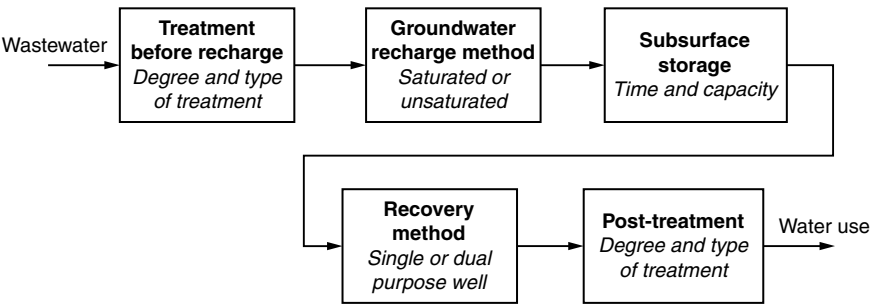 Wastewater
Treatment
before recharge
Degree and type
of treatment
Groundwater
recharge method
Saturated or
unsaturated
Subsurface
storage
Time and capacity
Recovery
method
Single or dual
purpose well
Post-treatment
Degree and type
of treatment
Water use